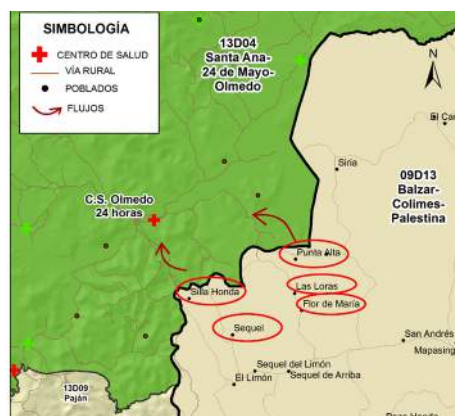 SIMBOLOGÍA
CENTRO DE SALUD
VÍA RURAL
POBLADOS
FLUJOS
13D04
Santa Ana-
24 de Mayo-
Olmedo
N
El Car
Siria
09D13
Balzar-
Colimes-
Palestina
C.S. Olmedo
24 horas
Punta Alta
Silla Honda
Las Loras
Flor de María
Sequel
San Andrés
Mapasing
Sequel del Limón
Sequel de Arriba
El Limón
13D09
Paján